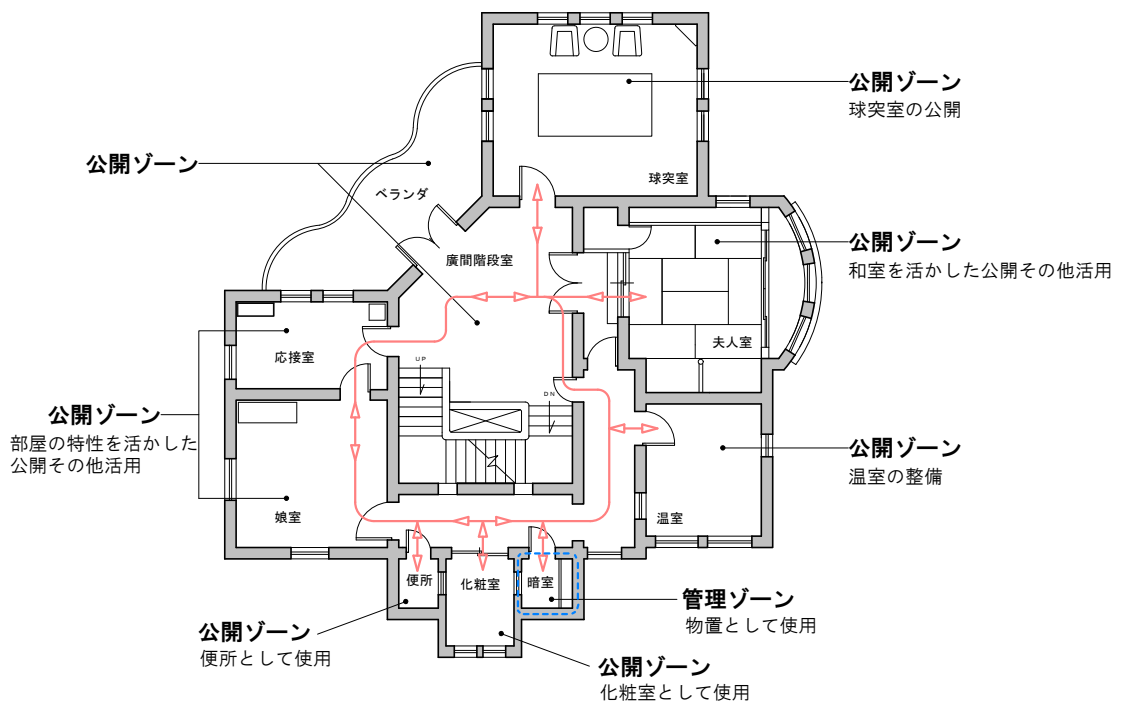 公開ゾーン
球突室の公開
球突室
公開ゾーン
ベランダ
廣間階段室
公開ゾーン
和室を活かした公開その他活用
夫人室
応接室
UP
DN
公開ゾーン
部屋の特性を活かした
公開その他活用
公開ゾーン
温室の整備
娘室
温室
便所
化粧室
暗室
管理ゾーン
物置として使用
公開ゾーン
便所として使用
公開ゾーン
化粧室として使用